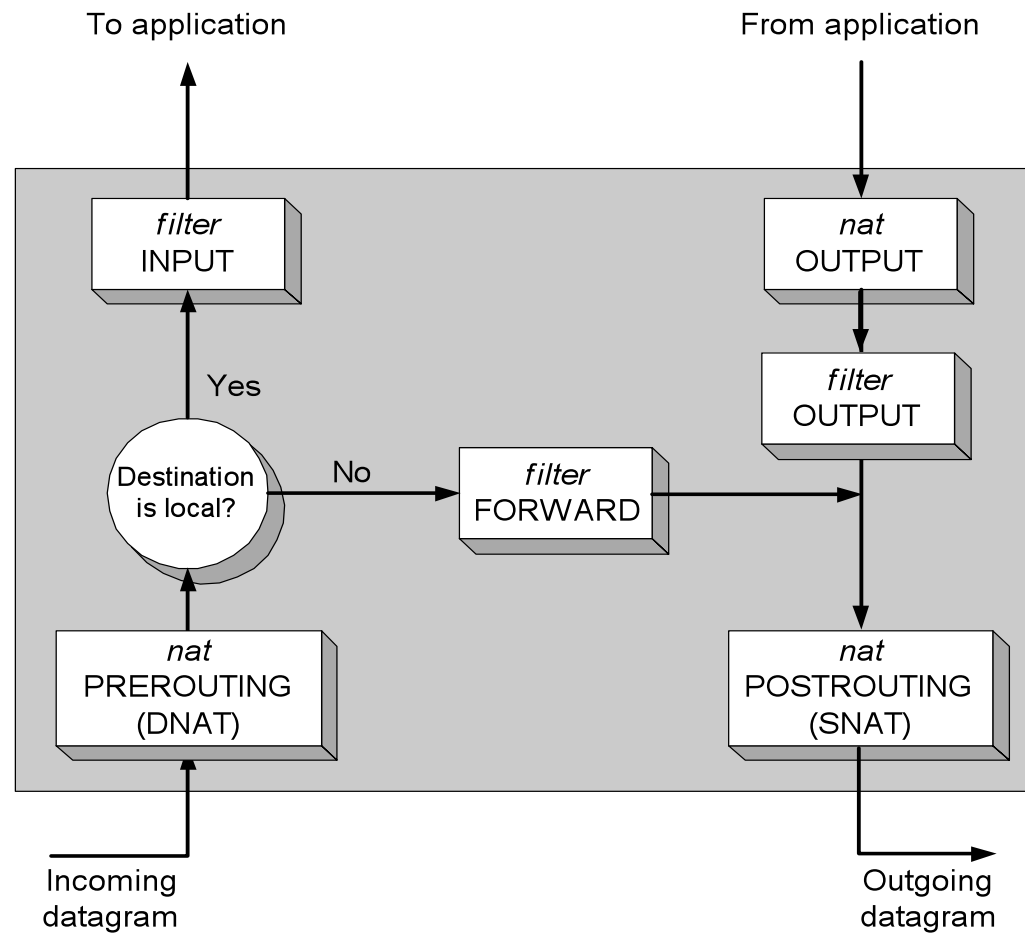 To application
From application
filter
INPUT
nat
OUTPUT
filter
OUTPUT
Yes
Destination
is local?
No
filter
FORWARD
nat
PREROUTING
(DNAT)
nat
POSTROUTING
(SNAT)
Incoming
datagram
Outgoing
datagram